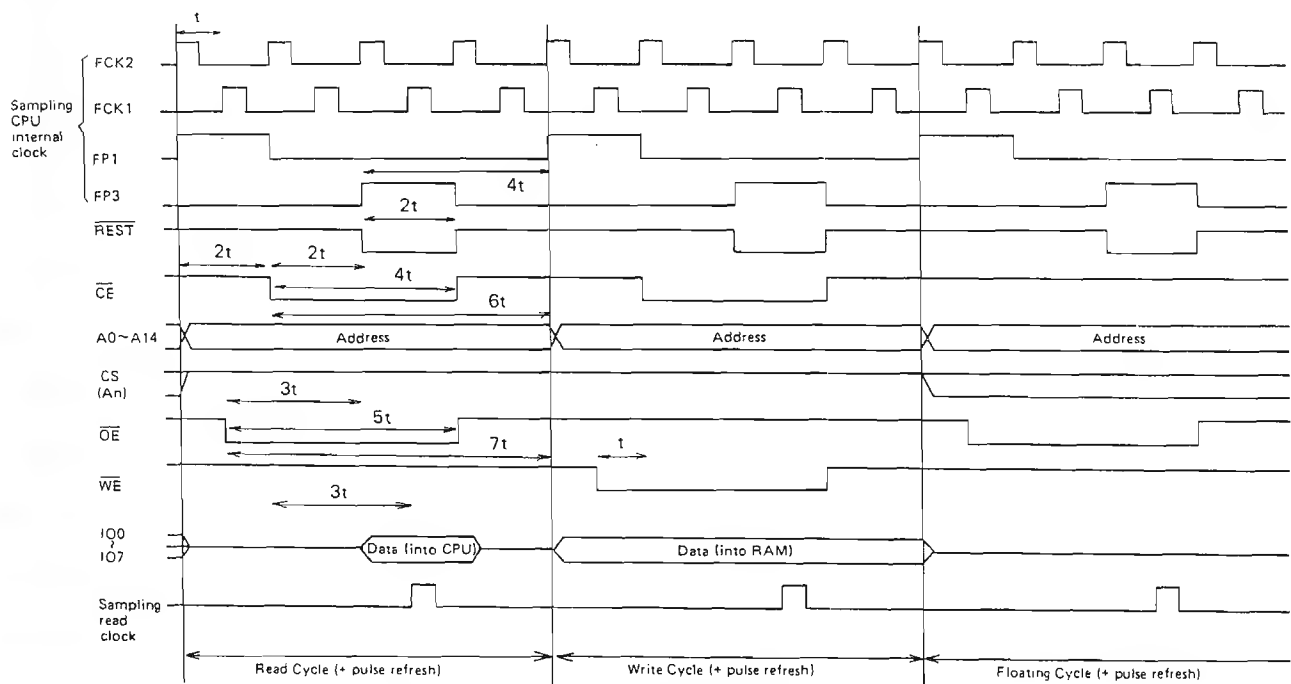 t
FCK2
FCK1
Sampling
CPU
internal
clock
FP1
4t
FP3
2t
REST
2t
2t
4t
CE
6t
A0~A14
Address
Address
Address
CS
(An)
3t
5t
OE
7t
t
WE
3t
IO0
~
IO7
Data (into CPU)
Data (into RAM)
Sampling
read
clock
Read Cycle (+ pulse refresh)
Write Cycle (+ pulse refresh)
Floating Cycle (+ pulse refresh)